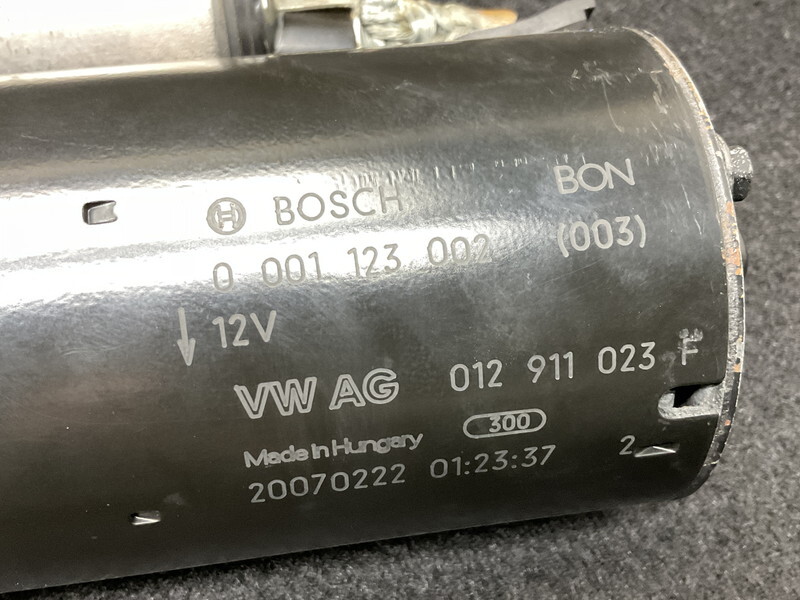 BOSCH BON
0 001 123 002 (003)
12V
VW AG 012 911 023 F
300
Made in Hungary
20070222 01:23:37 2